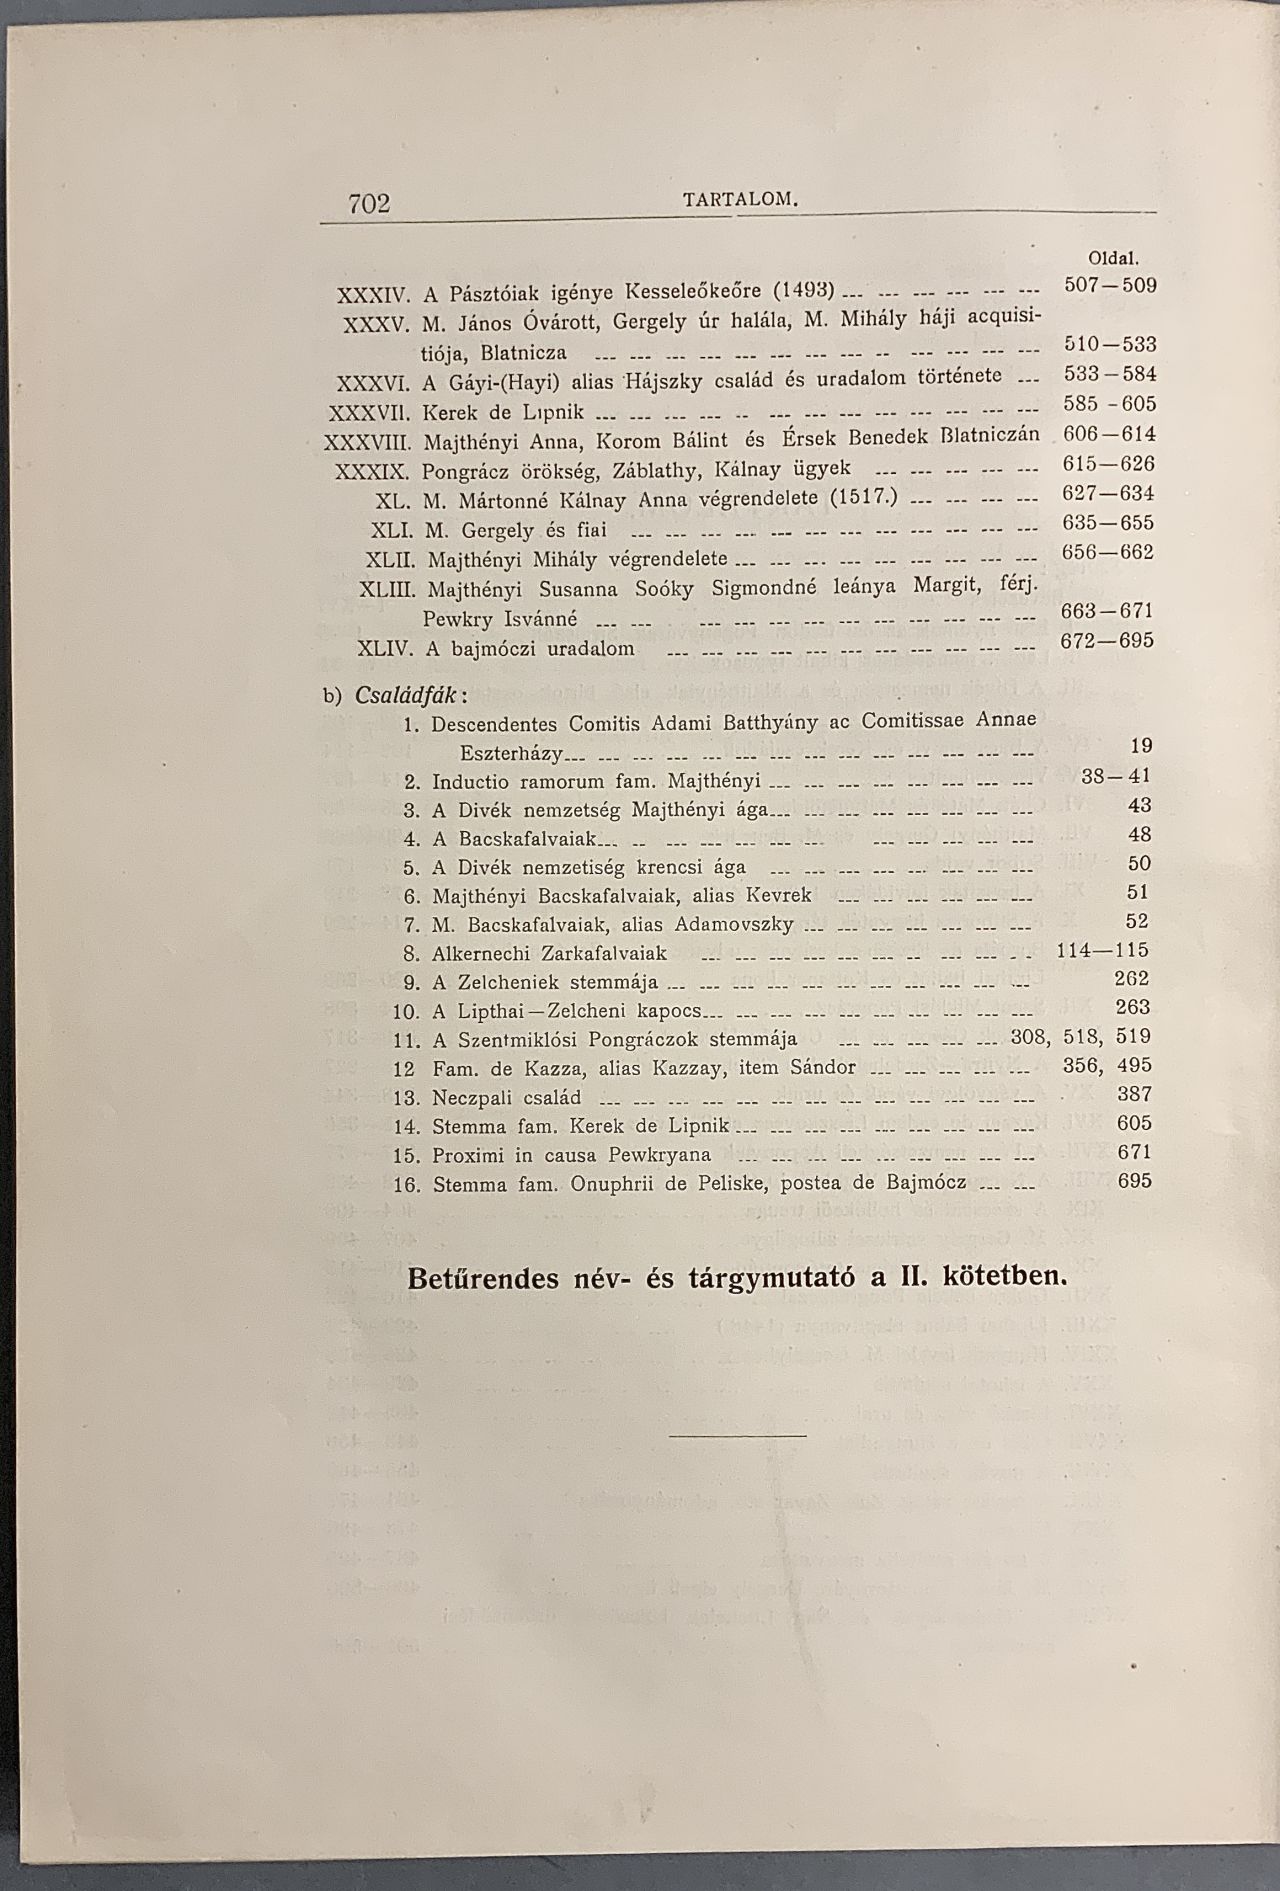 702 TARTALOM.
Oldal.
XXXIV. A Pásztóiak igénye Kesseleőkeőre (1493) 507—509
XXXV. M. János Óvárott, Gergely úr halála, M. Mihály háji acquisi-
tiója, Blatnicza 510—533
XXXVI. A Gáyi-(Hayi) alias Hájszky család és uradalom története 533—584
XXXVII. Kerek de Lipnik 585-605
XXXVIII. Majthényi Anna, Korom Bálint és Érsek Benedek Blatniczán 606—614
XXXIX. Pongrácz örökség, Záblathy, Kálnay ügyek 615—626
XL. M. Mártonné Kálnay Anna végrendelete (1517.) 627—634
XLI. M. Gergely és fiai 635—655
XLII. Majthényi Mihály végrendelete 656—662
XLIII. Majthényi Susanna Soóky Sigmondné leánya Margit, férj.
Pewkry Isvánné 663—671
XLIV. A bajmóczi uradalom 672—695
b) Családfák:
1. Descendentes Comitis Adami Batthyány ac Comitissae Annae
Eszterházy 19
2. Inductio ramorum fam. Majthényi 38—41
3. A Divék nemzetség Majthényi ága 43
4. A Bacskafalvaiak 48
5. A Divék nemzetiség krencsi ága 50
6. Majthényi Bacskafalvaiak, alias Kevrek 51
7. M. Bacskafalvaiak, alias Adamovszky 52
8. Alkernechi Zarkafalvaiak 114—115
9. A Zelcheniek stemmája 262
10. A Lipthai—Zelcheni kapocs 263
11. A Szentmiklósi Pongráczok stemmája 308, 518, 519
12 Fam. de Kazza, alias Kazzay, item Sándor 356, 495
13. Neczpali család 387
14. Stemma fam. Kerek de Lipnik 605
15. Proximi in causa Pewkryana 671
16. Stemma fam. Onuphrii de Peliske, postea de Bajmócz 695
Betűrendes név- és tárgymutató a II. kötetben.